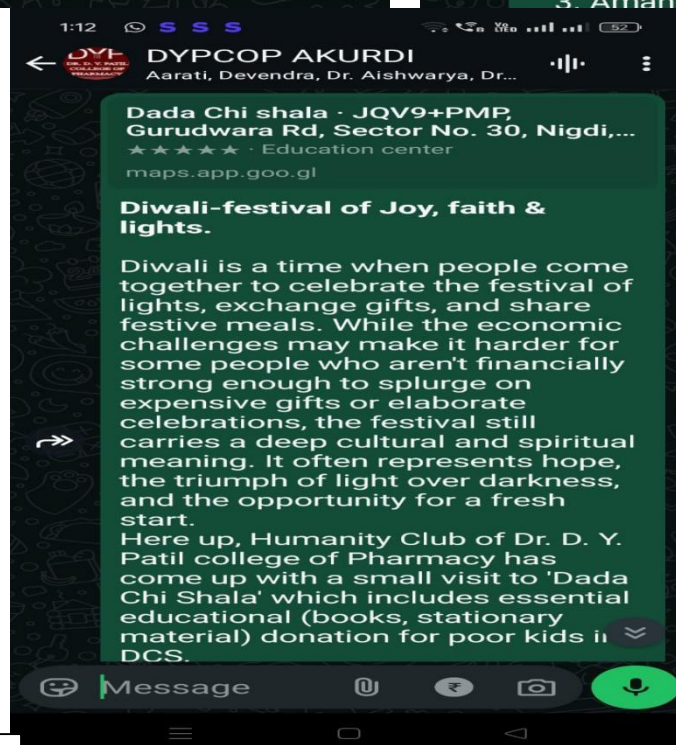 3. Aman
1:12 S S S 52
DYPCOP AKURDI
Aarati, Devendra, Dr. Aishwarya, Dr...
Dada Chi shala · JQV9+PMP,
Gurudwara Rd, Sector No. 30, Nigdi,...
★★★★★ · Education center
maps.app.goo.gl
Diwali-festival of Joy, faith &
lights.
Diwali is a time when people come
together to celebrate the festival of
lights, exchange gifts, and share
festive meals. While the economic
challenges may make it harder for
some people who aren't financially
strong enough to splurge on
expensive gifts or elaborate
celebrations, the festival still
carries a deep cultural and spiritual
meaning. It often represents hope,
the triumph of light over darkness,
and the opportunity for a fresh
start.
Here up, Humanity Club of Dr. D. Y.
Patil college of Pharmacy has
come up with a small visit to 'Dada
Chi Shala' which includes essential
educational (books, stationary
material) donation for poor kids in
DCS.
Message